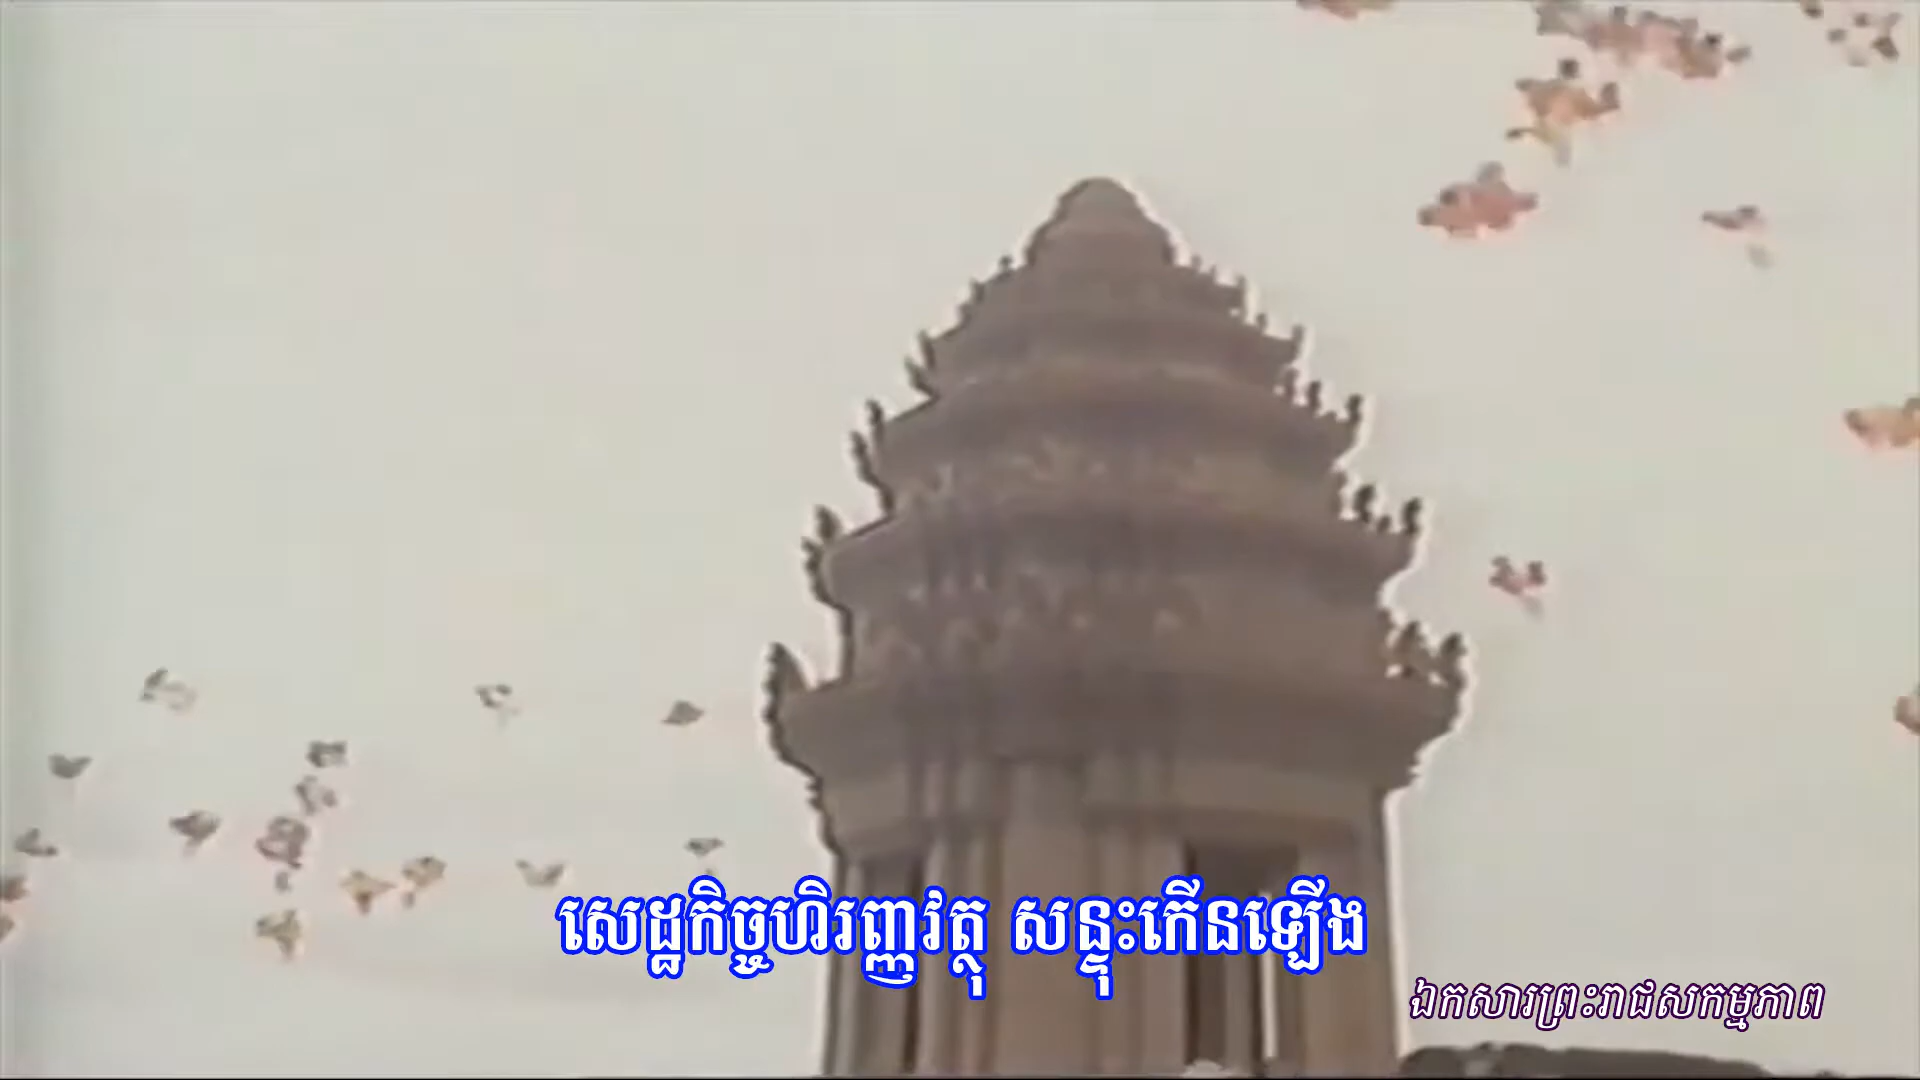 សេដ្ឋកិច្ចហិរញ្ញវត្ថុ សន្ទុះកើនឡើង
ឯកសារព្រះរាជសកម្មភាព